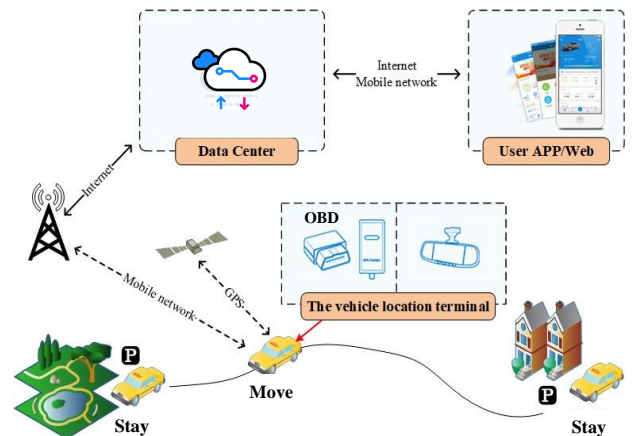 Internet
Mobile network
Data Center
User APP/Web
Internet
OBD
Mobile network
GPS
The vehicle location terminal
P
Move
P
Stay
Stay